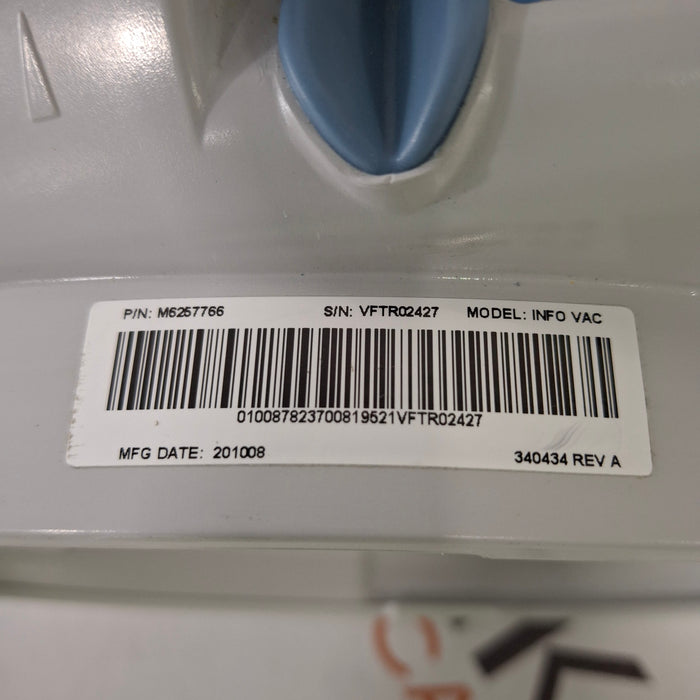 P/N: M6257766 S/N: VFTR02427 MODEL: INFO VAC
010087823700819521VFTR02427
MFG DATE: 201008 340434 REV A